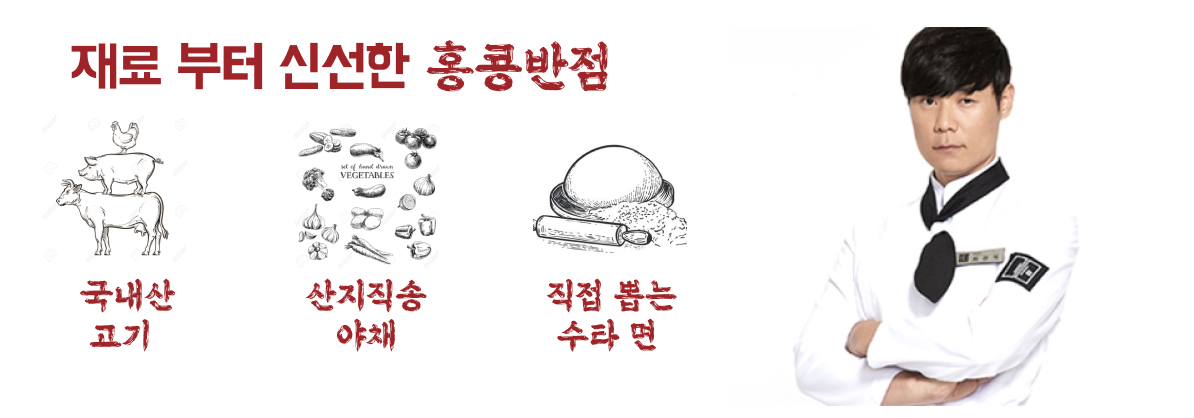 재료 부터 신선한 홍콩반점
set of hand drawn
VEGETABLES
국내산
고기
산지직송
야채
직접 뽑는
수타 면